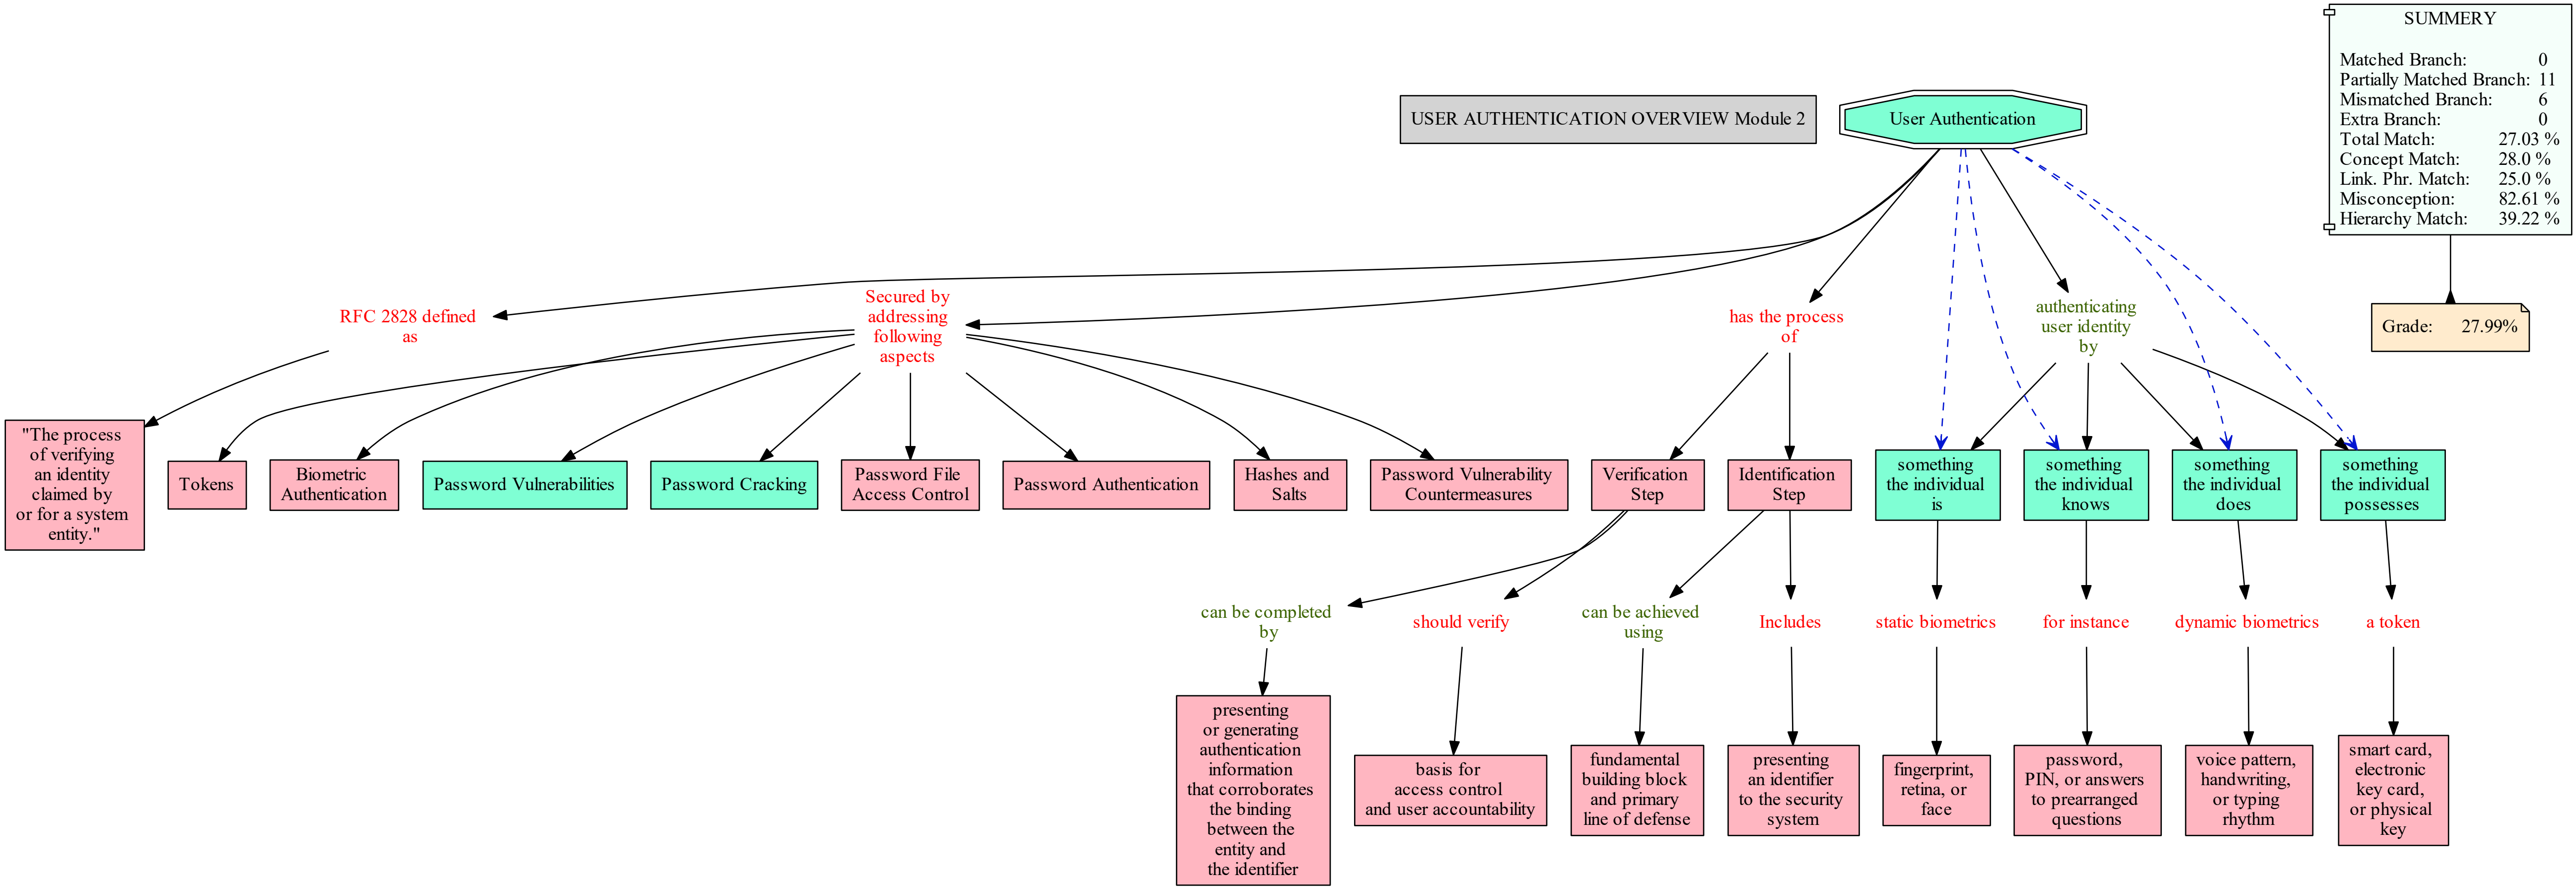 SUMMERY
Matched Branch: 0
Partially Matched Branch: 11
Mismatched Branch: 6
Extra Branch: 0
Total Match: 27.03 %
Concept Match: 28.0 %
Link. Phr. Match: 25.0 %
Misconception: 82.61 %
Hierarchy Match: 39.22 %
USER AUTHENTICATION OVERVIEW Module 2
User Authentication
Grade: 27.99%
RFC 2828 defined
as
Secured by
addressing
following
aspects
has the process
of
authenticating
user identity
by
"The process
of verifying
an identity
claimed by
or for a system
entity."
Tokens
Biometric
Authentication
Password Vulnerabilities
Password Cracking
Password File
Access Control
Password Authentication
Hashes and
Salts
Password Vulnerability
Countermeasures
Verification
Step
Identification
Step
something
the individual
is
something
the individual
knows
something
the individual
does
something
the individual
possesses
can be completed
by
should verify
can be achieved
using
Includes
static biometrics
for instance
dynamic biometrics
a token
presenting
or generating
authentication
information
that corroborates
the binding
between the
entity and
the identifier
basis for
access control
and user accountability
fundamental
building block
and primary
line of defense
presenting
an identifier
to the security
system
fingerprint,
retina, or
face
password,
PIN, or answers
to prearranged
questions
voice pattern,
handwriting,
or typing
rhythm
smart card,
electronic
key card,
or physical
key